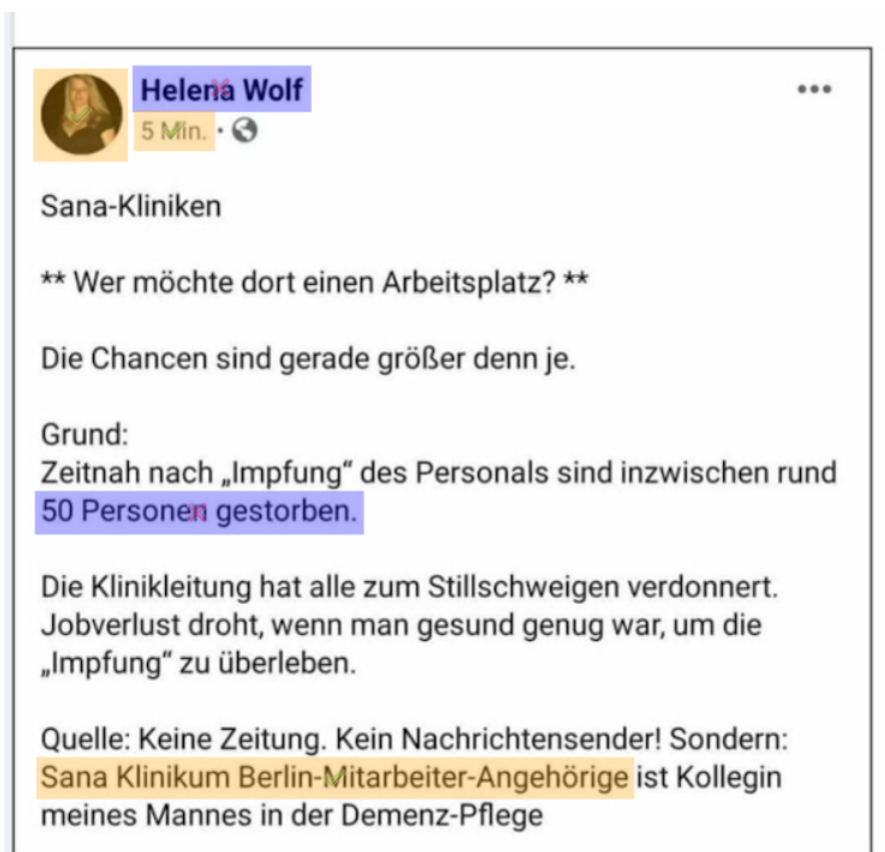 Helena Wolf
5 Min. •
Sana-Kliniken
** Wer möchte dort einen Arbeitsplatz? **
Die Chancen sind gerade größer denn je.
Grund:
Zeitnah nach „Impfung“ des Personals sind inzwischen rund
50 Personen gestorben.
Die Klinikleitung hat alle zum Stillschweigen verdonnert.
Jobverlust droht, wenn man gesund genug war, um die
„Impfung“ zu überleben.
Quelle: Keine Zeitung. Kein Nachrichtensender! Sondern:
Sana Klinikum Berlin-Mitarbeiter-Angehörige ist Kollegin
meines Mannes in der Demenz-Pflege